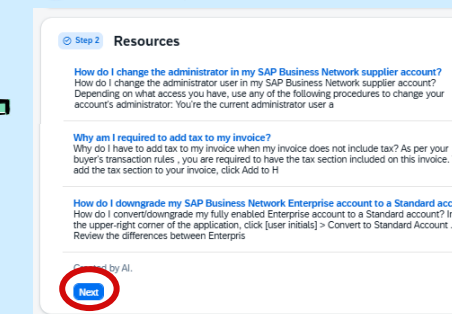 Step 2 Resources
How do I change the administrator in my SAP Business Network supplier account?
How do I change the administrator user in my SAP Business Network supplier account?
Depending on what access you have, use any of the following procedures to change your
account's administrator: You're the current administrator user a
Why am I required to add tax to my invoice?
Why do I have to add tax to my invoice when my invoice does not include tax? As per your
buyer's transaction rules , you are required to have the tax section included on this invoice.
add the tax section to your invoice, click Add to H
How do I downgrade my SAP Business Network Enterprise account to a Standard acc
How do I convert/downgrade my fully enabled Enterprise account to a Standard account? In
the upper-right corner of the application, click [user initials] > Convert to Standard Account .
Review the differences between Enterpris
Created by AI.
Next